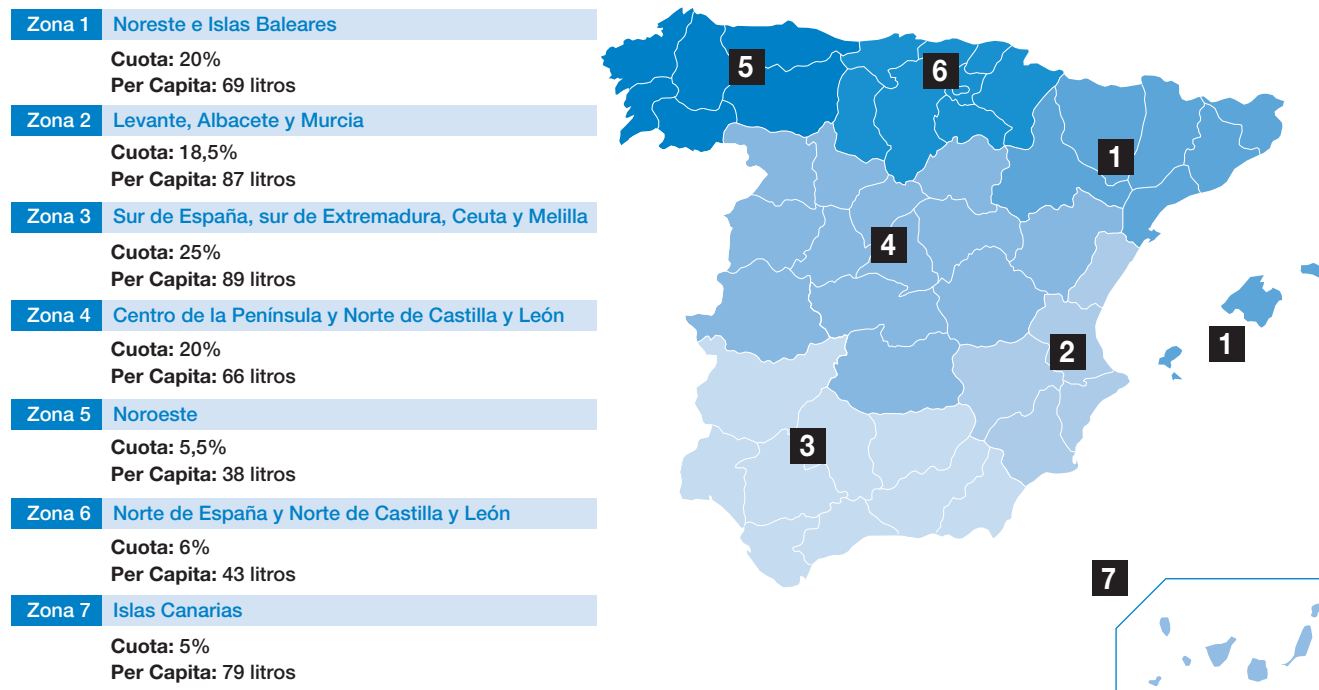 Zona 1 Noreste e Islas Baleares
Cuota: 20%
Per Capita: 69 litros
Zona 2 Levante, Albacete y Murcia
Cuota: 18,5%
Per Capita: 87 litros
Zona 3 Sur de España, sur de Extremadura, Ceuta y Melilla
Cuota: 25%
Per Capita: 89 litros
Zona 4 Centro de la Península y Norte de Castilla y León
Cuota: 20%
Per Capita: 66 litros
Zona 5 Noroeste
Cuota: 5,5%
Per Capita: 38 litros
Zona 6 Norte de España y Norte de Castilla y León
Cuota: 6%
Per Capita: 43 litros
Zona 7 Islas Canarias
Cuota: 5%
Per Capita: 79 litros
5
6
1
4
1
2
3
7